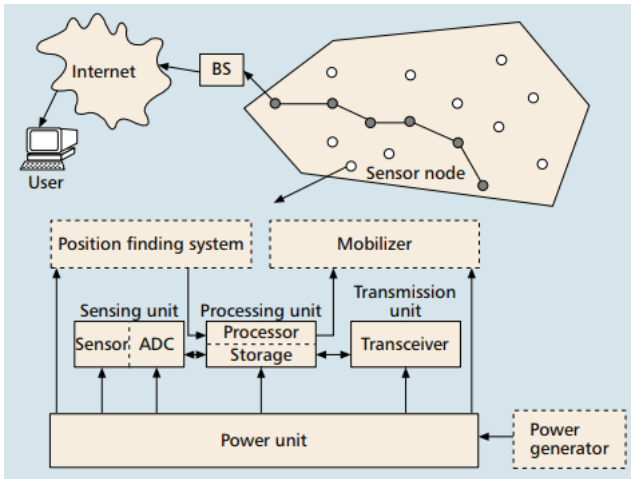 Internet
BS
User
Sensor node
Position finding system
Mobilizer
Sensing unit
Processing unit
Transmission
unit
Sensor
ADC
Processor
Storage
Transceiver
Power unit
Power
generator